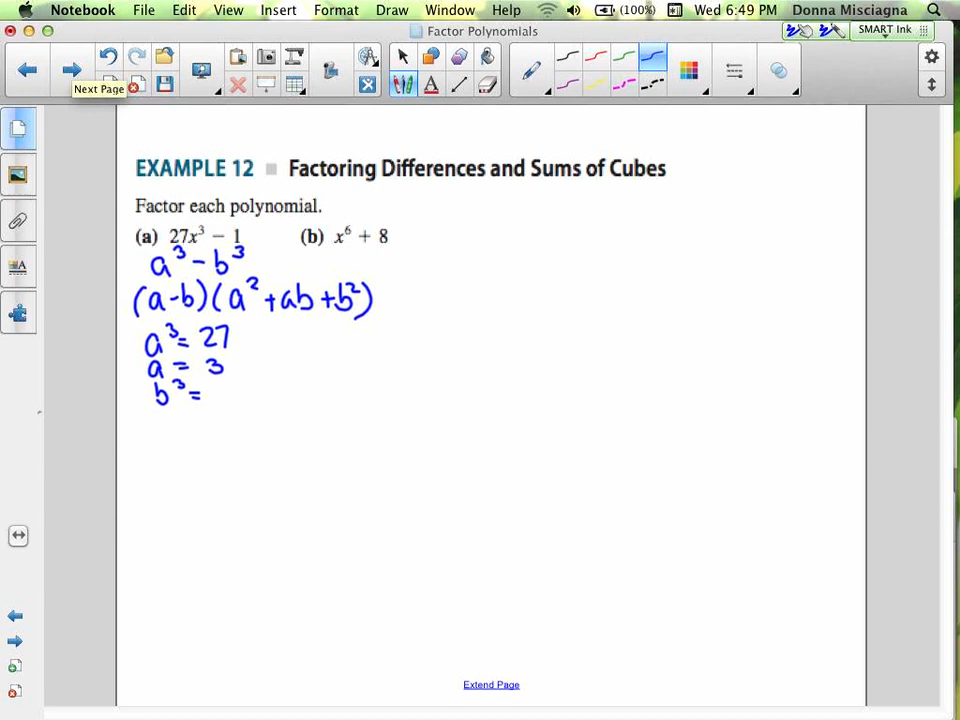 Notebook File Edit View Insert Format Draw Window Help (100%) Wed 6:49 PM Donna Misciagna
Factor Polynomials
SMART Ink
Next Page
EXAMPLE 12 Factoring Differences and Sums of Cubes
Factor each polynomial.
(a) 27x³ − 1 (b) x⁶ + 8
a³ - b³
(a-b)(a² + ab + b²)
a³ = 27
a = 3
b³ =
Extend Page